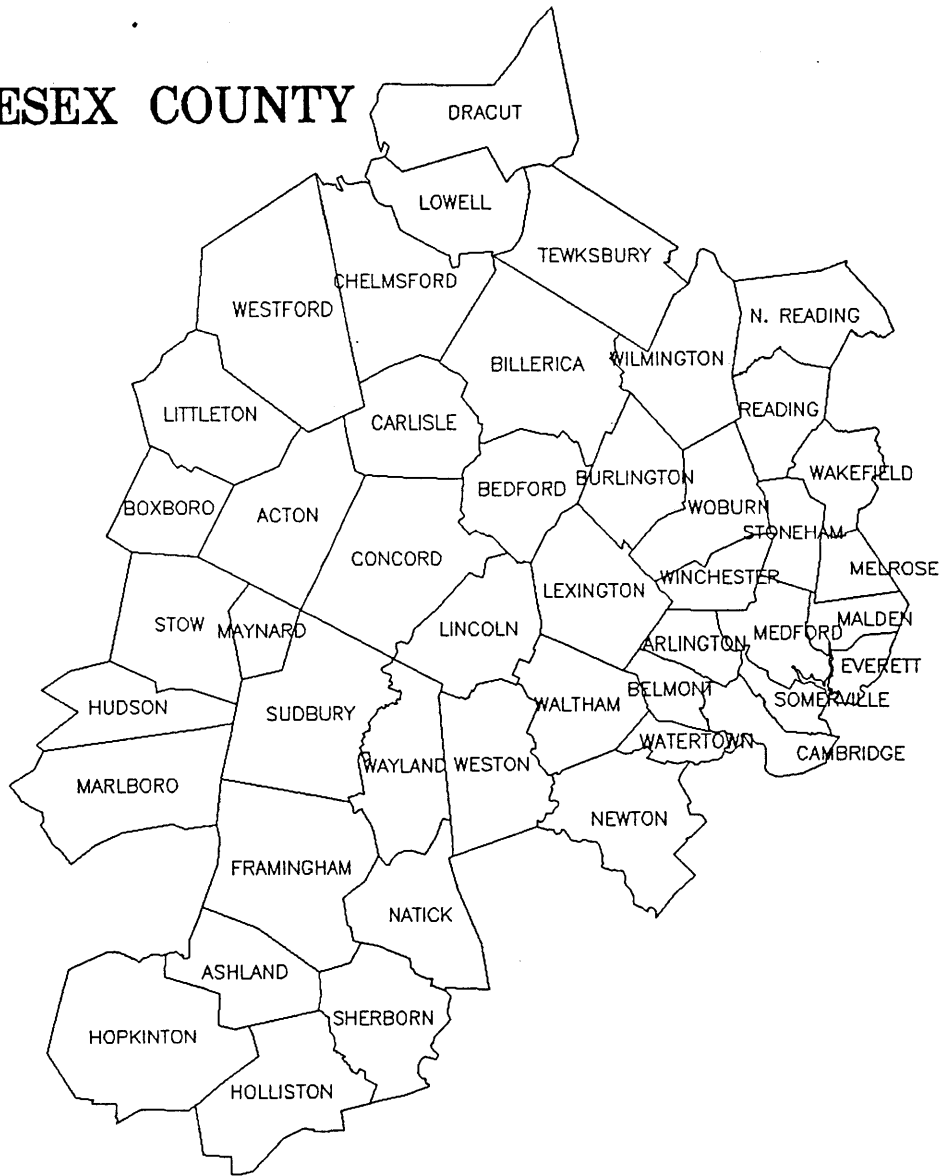 ESEX COUNTY
DRACUT
LOWELL
TEWKSBURY
CHELMSFORD
WESTFORD
N. READING
BILLERICA
WILMINGTON
LITTLETON
CARLISLE
READING
WAKEFIELD
BOXBORO
ACTON
BEDFORD
BURLINGTON
WOBURN
STONEHAM
CONCORD
LEXINGTON
WINCHESTER
MELROSE
STOW
MAYNARD
LINCOLN
ARLINGTON
MEDFORD
MALDEN
EVERETT
HUDSON
SUDBURY
WALTHAM
BELMONT
SOMERVILLE
WATERTOWN
CAMBRIDGE
MARLBORO
WAYLAND
WESTON
NEWTON
FRAMINGHAM
NATICK
ASHLAND
SHERBORN
HOPKINTON
HOLLISTON